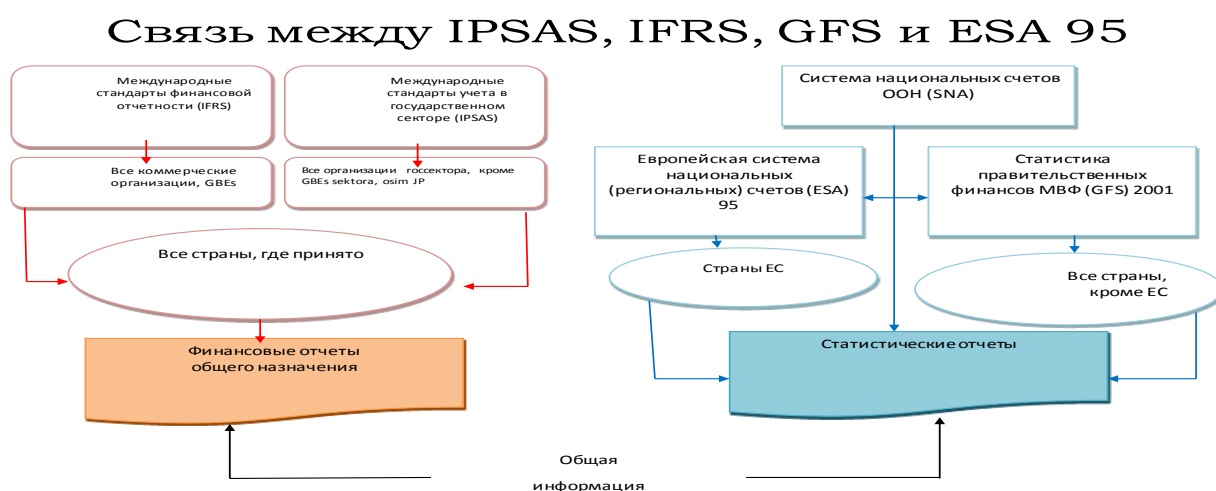 Связь между IPSAS, IFRS, GFS и ESA 95
Международные
стандарты финансовой
отчетности (IFRS)
Международные
стандарты учета в
государственном
секторе (IPSAS)
Система национальных счетов
ООН (SNA)
Все коммерческие
организации, GBEs
Все организации госсектора, кроме
GBEs sektora, osim JP
Европейская система
национальных
(региональных) счетов (ESA)
95
Статистика
правительственных
финансов МВФ (GFS) 2001
Все страны, где принято
Страны ЕС
Все страны,
кроме ЕС
Финансовые отчеты
общего назначения
Статистические отчеты
Общая
информация